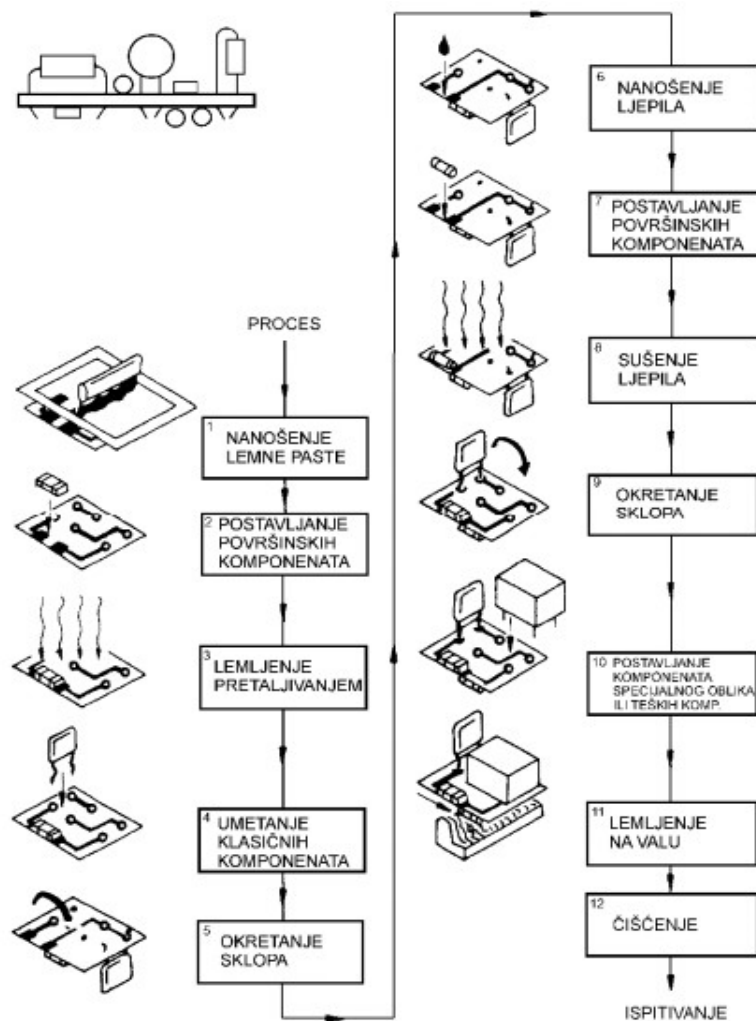 PROCES
1
NANOŠENJE
LEMNE PASTE
2
POSTAVLJANJE
POVRŠINSKIH
KOMPONENATA
3
LEMLJENJE
PRETALJIVANJEM
4
UMETANJE
KLASIČNIH
KOMPONENATA
5
OKRETANJE
SKLOPA
6
NANOŠENJE
LJEPILA
7
POSTAVLJANJE
POVRŠINSKIH
KOMPONENATA
8
SUŠENJE
LJEPILA
9
OKRETANJE
SKLOPA
10
POSTAVLJANJE
KOMPONENATA
SPECIJALNOG OBLIKA
ILI TEŠKIH KOMP.
11
LEMLJENJE
NA VALU
12
ČIŠĆENJE
ISPITIVANJE